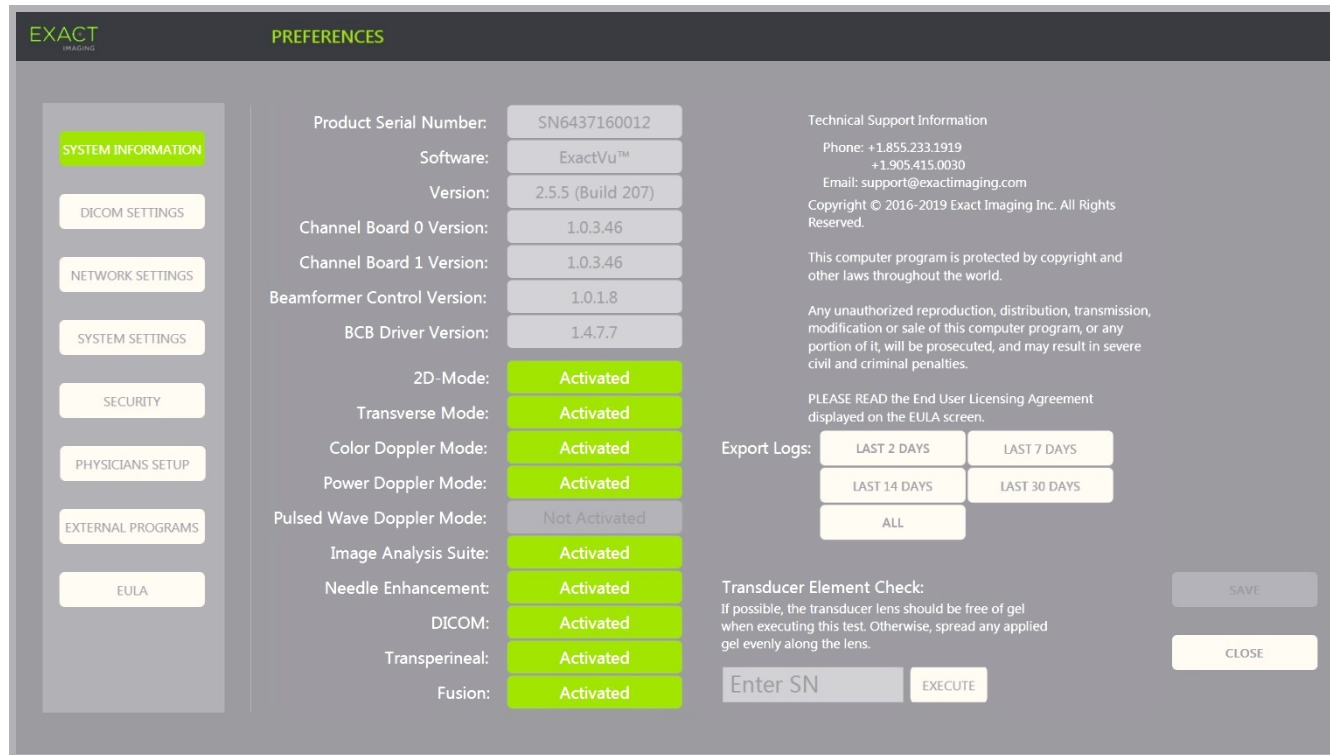 EXACT
IMAGING
PREFERENCES
SYSTEM INFORMATION
DICOM SETTINGS
NETWORK SETTINGS
SYSTEM SETTINGS
SECURITY
PHYSICIANS SETUP
EXTERNAL PROGRAMS
EULA
Product Serial Number: SN6437160012
Software: ExactVu™
Version: 2.5.5 (Build 207)
Channel Board 0 Version: 1.0.3.46
Channel Board 1 Version: 1.0.3.46
Beamformer Control Version: 1.0.1.8
BCB Driver Version: 1.4.7.7
2D-Mode: Activated
Transverse Mode: Activated
Color Doppler Mode: Activated
Power Doppler Mode: Activated
Pulsed Wave Doppler Mode: Not Activated
Image Analysis Suite: Activated
Needle Enhancement: Activated
DICOM: Activated
Transperineal: Activated
Fusion: Activated
Technical Support Information
Phone: +1.855.233.1919
+1.905.415.0030
Email: support@exactimaging.com
Copyright © 2016-2019 Exact Imaging Inc. All Rights
Reserved.
This computer program is protected by copyright and
other laws throughout the world.
Any unauthorized reproduction, distribution, transmission,
modification or sale of this computer program, or any
portion of it, will be prosecuted, and may result in severe
civil and criminal penalties.
PLEASE READ the End User Licensing Agreement
displayed on the EULA screen.
Export Logs: LAST 2 DAYS LAST 7 DAYS
LAST 14 DAYS LAST 30 DAYS
ALL
Transducer Element Check:
If possible, the transducer lens should be free of gel
when executing this test. Otherwise, spread any applied
gel evenly along the lens.
Enter SN EXECUTE
SAVE
CLOSE